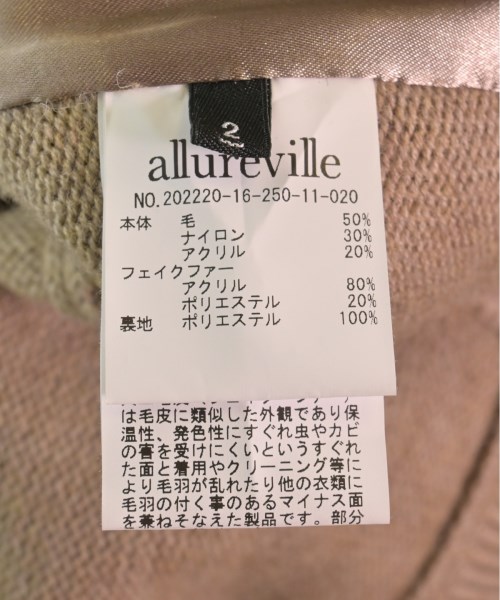 2
allureville
NO.202220-16-250-11-020
本体 毛 50%
ナイロン 30%
アクリル 20%
フェイクファー
アクリル 80%
ポリエステル 20%
裏地 ポリエステル 100%
は毛皮に類似した外観であり保
温性、発色性にすぐれ虫やカビ
の害を受けにくいというすぐれ
た面と着用やクリーニング等に
より毛羽が乱れたり他の衣類に
毛羽の付く事のあるマイナス面
を兼ねそなえた製品です。部分